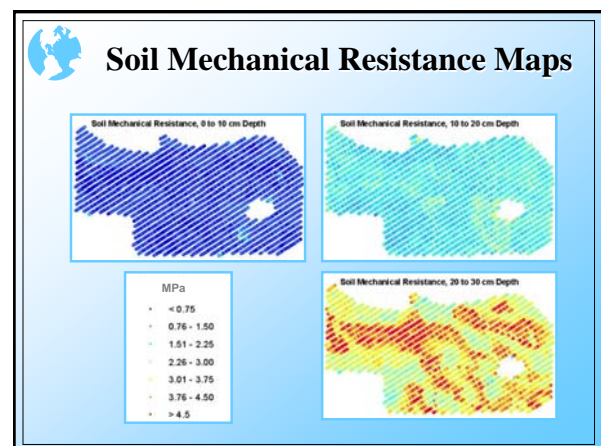 Soil Mechanical Resistance Maps
Soil Mechanical Resistance, 0 to 10 cm Depth
Soil Mechanical Resistance, 10 to 20 cm Depth
MPa
< 0.75
0.76 - 1.50
1.51 - 2.25
2.26 - 3.00
3.01 - 3.75
3.76 - 4.50
> 4.5
Soil Mechanical Resistance, 20 to 30 cm Depth